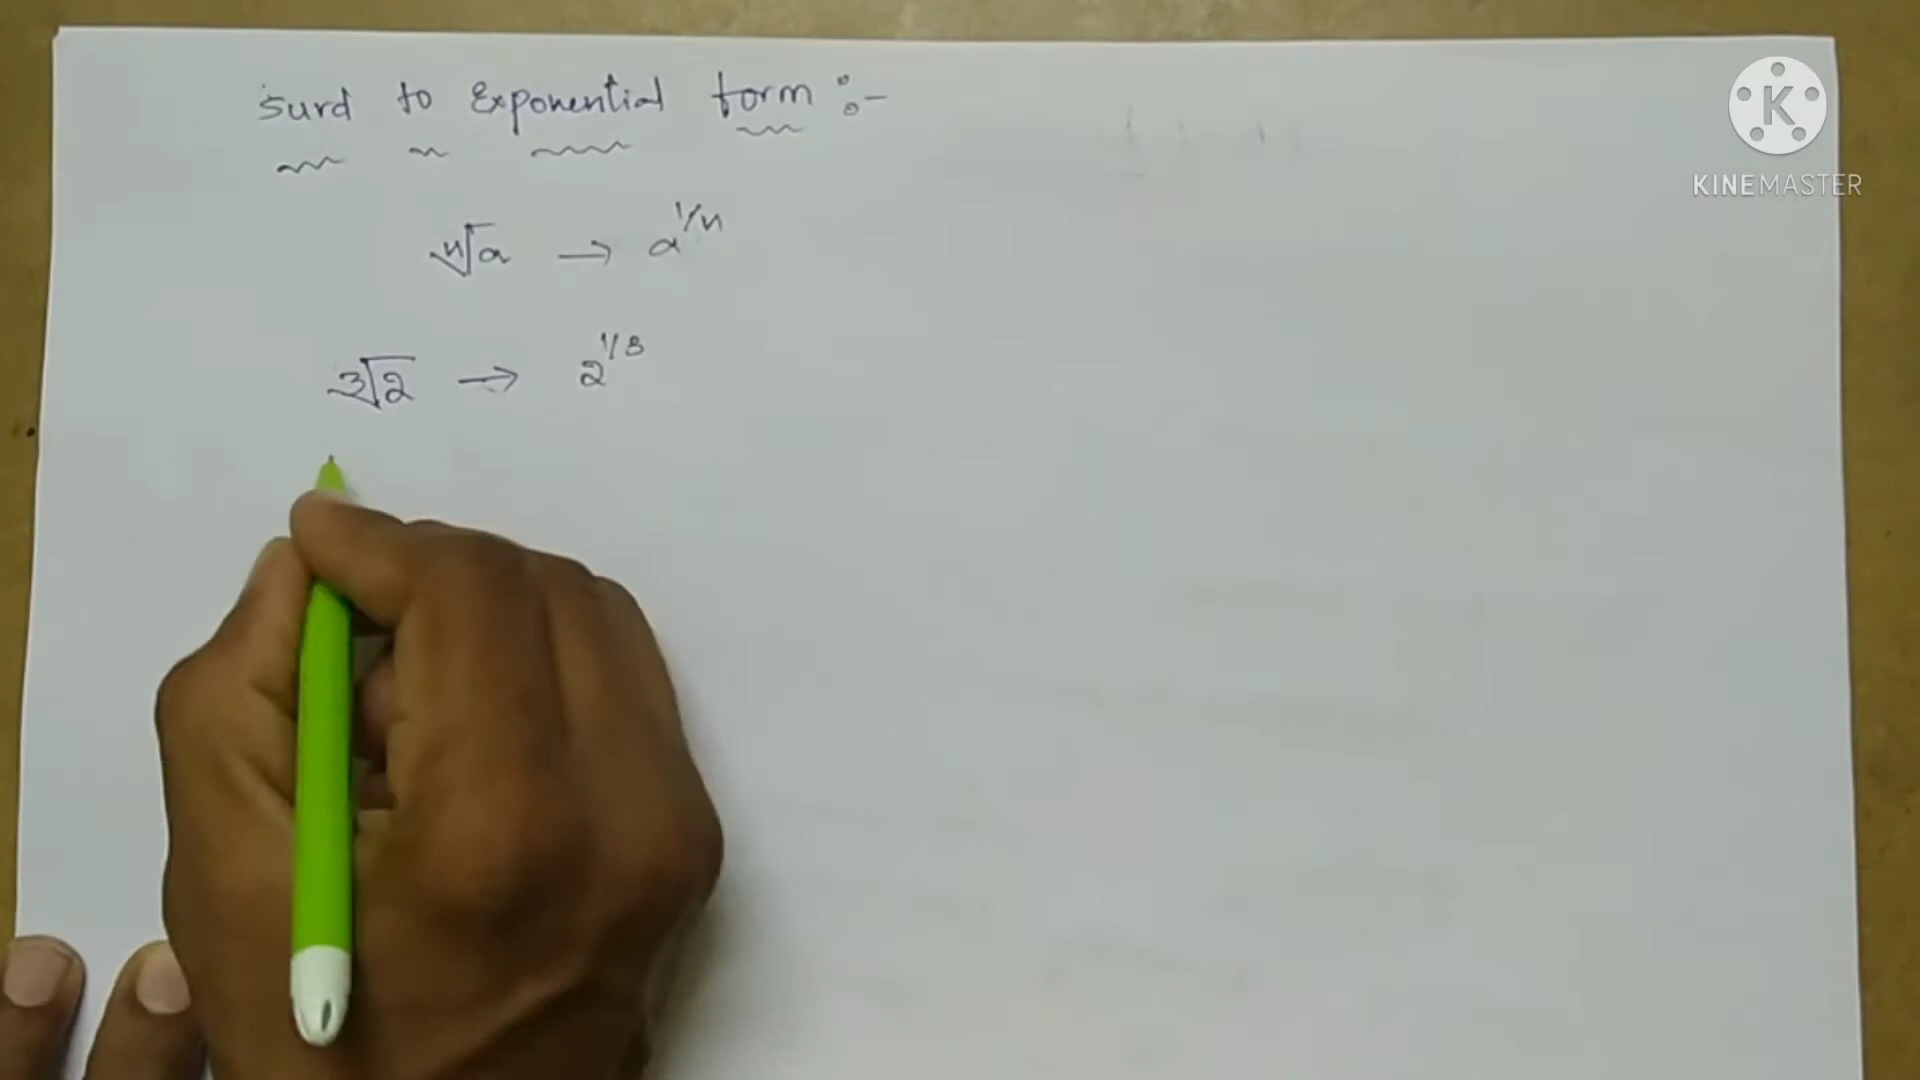 Surd to Exponential form :-
ⁿ√a → a^1/n
³√2 → 2^1/3
K
KINEMASTER